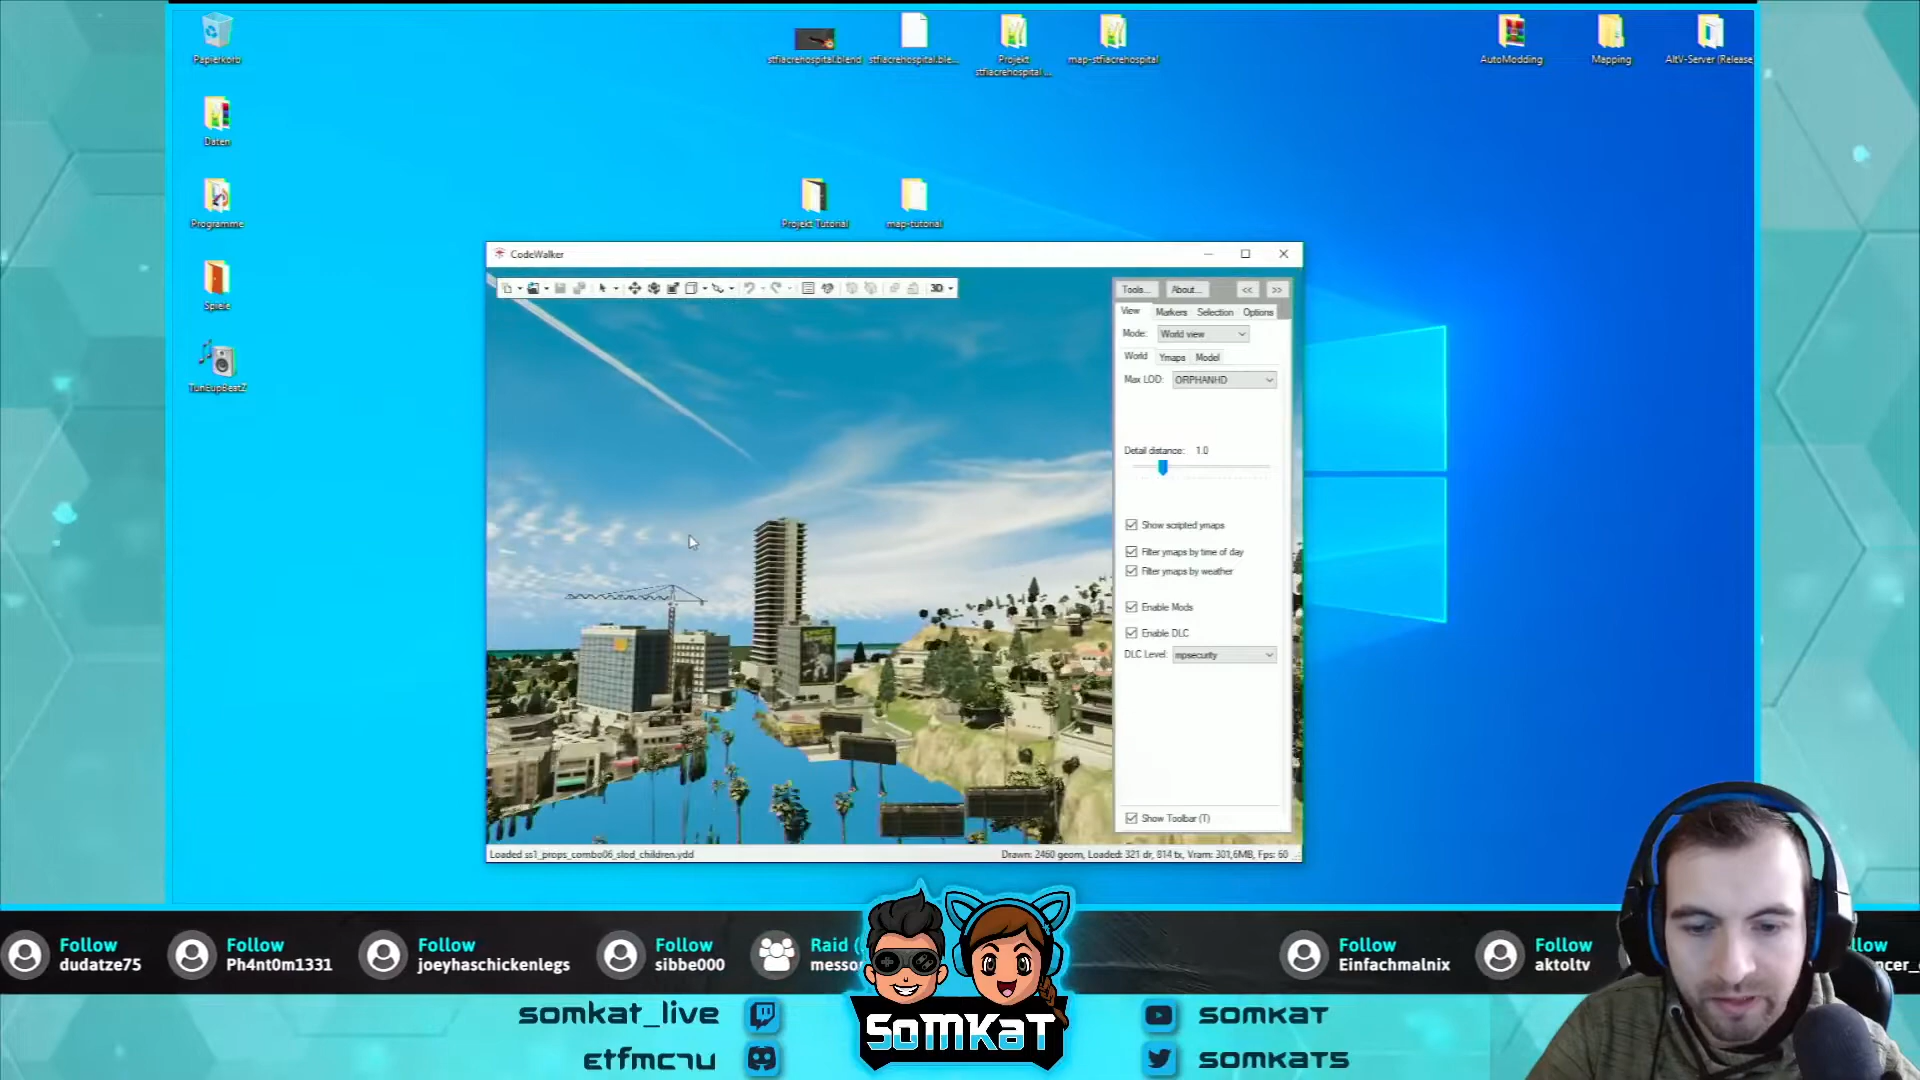 Papierkorb
stfiacrehospital.blend
stfiacrehospital.ble...
Projekt
stfiacrehospital...
map-stfiacrehospital
AutoModding
Mapping
AltV-Server (Release)
Daten
Programme
Projekt Tutorial
map-tutorial
Spiele
TuneUpBeatZ
CodeWalker
3D
Tools...
About...
<<
>>
View
Markers
Selection
Options
Mode:
World view
World
Ymaps
Model
Max LOD:
ORPHANHD
Detail distance: 1.0
Show scripted ymaps
Filter ymaps by time of day
Filter ymaps by weather
Enable Mods
Enable DLC
DLC Level:
mpsecurity
Show Toolbar (T)
Loaded ss1_props_combo06_slod_children.ydd
Drawn: 2460 geom, Loaded: 321 dr, 814 tx, Vram: 301,6MB, Fps: 60
Follow
dudatze75
Follow
Ph4nt0m1331
Follow
joeyhaschickenlegs
Follow
sibbe000
Raid (
messor
Follow
Einfachmalnix
Follow
aktoltv
llow
ncer_
somkat_live
SOMKAT
SOMKAT
SOMKATS